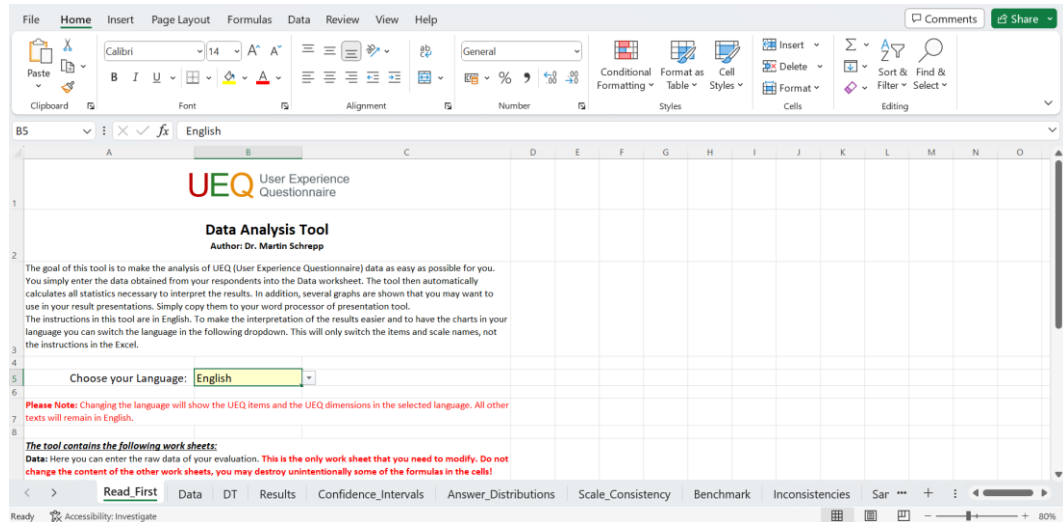 File Home Insert Page Layout Formulas Data Review View Help Comments Share
Paste
Calibri 14 A^ A˅ ab General Insert Σ
B I U A % 9 Conditional Format as Cell Delete Sort & Find &
Formatting Table Styles Format Filter Select
Clipboard Font Alignment Number Styles Cells Editing
B5 fx English
A B C D E F G H I J K L M N O
1
UEQ User Experience
Questionnaire
2
Data Analysis Tool
Author: Dr. Martin Schrepp
The goal of this tool is to make the analysis of UEQ (User Experience Questionnaire) data as easy as possible for you.
You simply enter the data obtained from your respondents into the Data worksheet. The tool then automatically
calculates all statistics necessary to interpret the results. In addition, several graphs are shown that you may want to
use in your result presentations. Simply copy them to your word processor of presentation tool.
The instructions in this tool are in English. To make the interpretation of the results easier and to have the charts in your
language you can switch the language in the following dropdown. This will only switch the items and scale names, not
3 the instructions in the Excel.
4
5 Choose your Language: English
6
Please Note: Changing the language will show the UEQ items and the UEQ dimensions in the selected language. All other
7 texts will remain in English.
8
The tool contains the following work sheets:
Data: Here you can enter the raw data of your evaluation. This is the only work sheet that you need to modify. Do not
change the content of the other work sheets, you may destroy unintentionally some of the formulas in the cells!
Read_First Data DT Results Confidence_Intervals Answer_Distributions Scale_Consistency Benchmark Inconsistencies Sar
Ready Accessibility: Investigate 80%